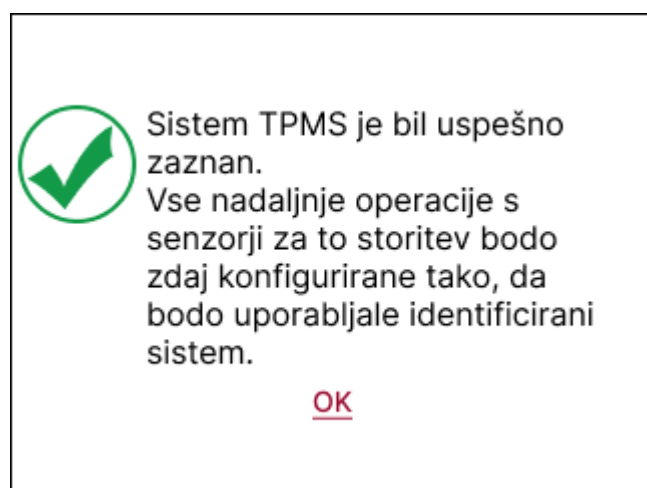 Sistem TPMS je bil uspešno
zaznan.
Vse nadaljnje operacije s
senzorji za to storitev bodo
zdaj konfigurirane tako, da
bodo uporabljale identificirani
sistem.
OK